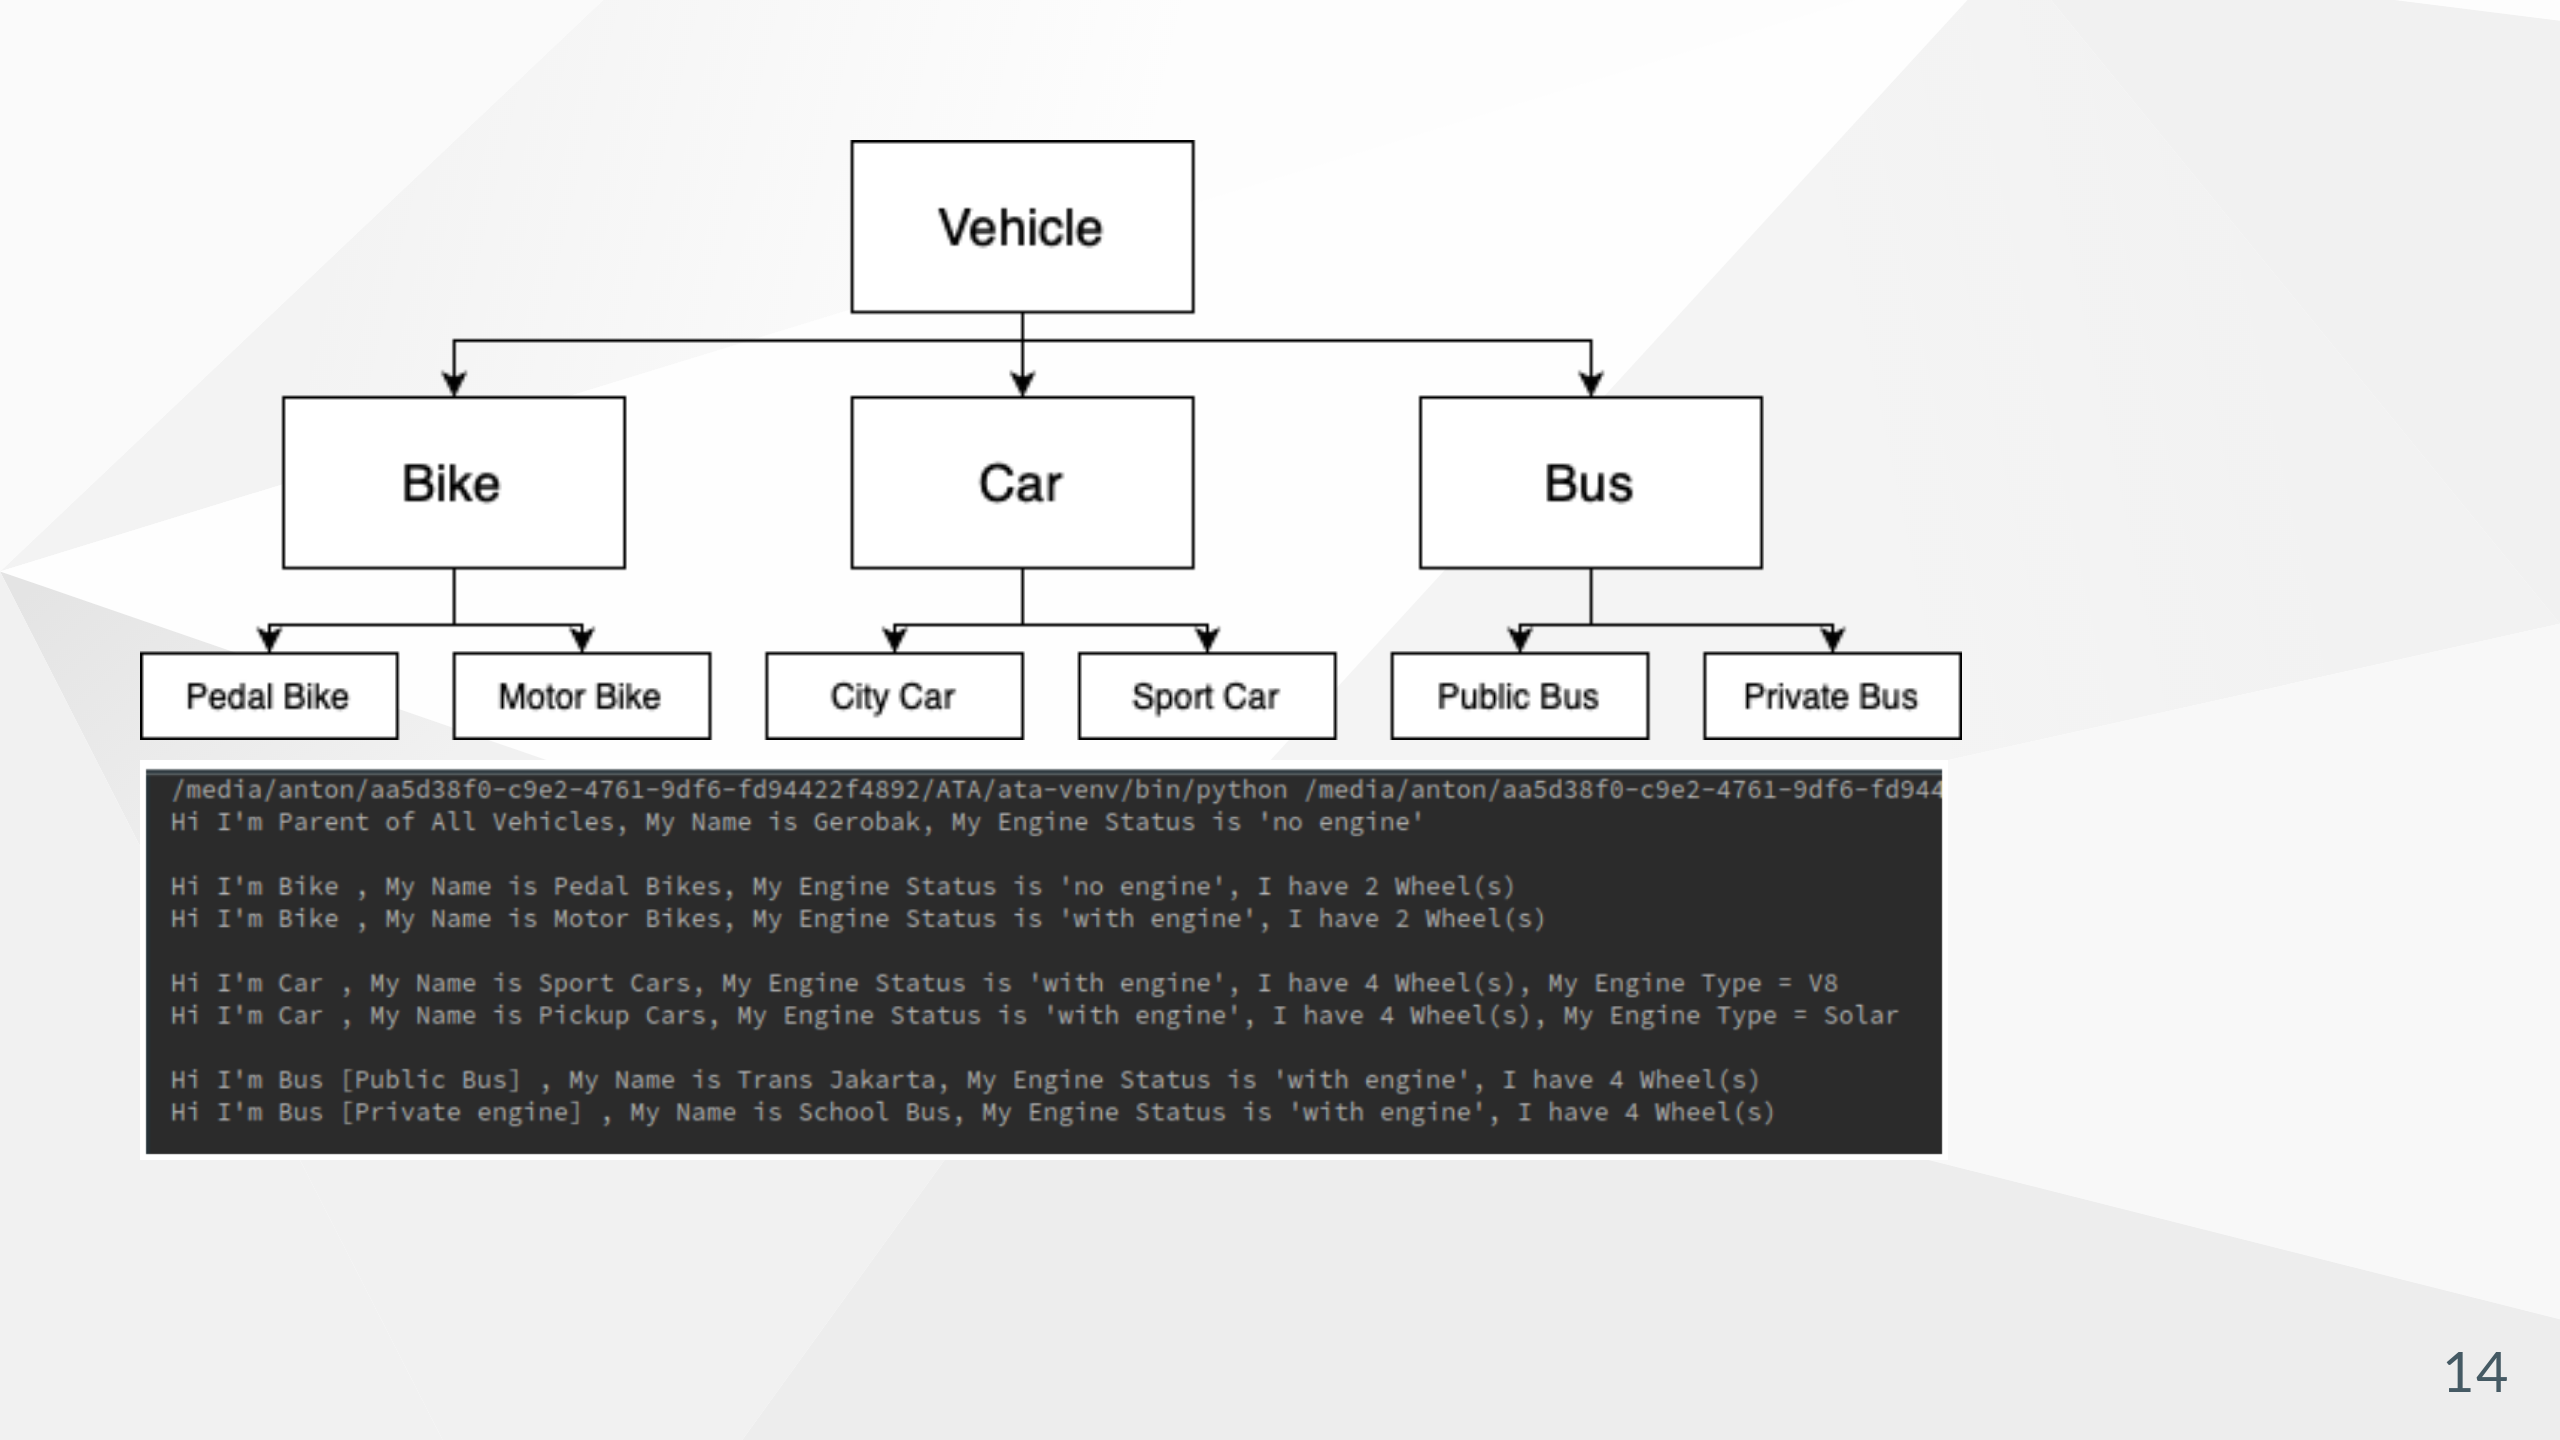 Vehicle
Bike
Car
Bus
Pedal Bike
Motor Bike
City Car
Sport Car
Public Bus
Private Bus
/media/anton/aa5d38f0-c9e2-4761-9df6-fd94422f4892/ATA/ata-venv/bin/python /media/anton/aa5d38f0-c9e2-4761-9df6-fd944
Hi I'm Parent of All Vehicles, My Name is Gerobak, My Engine Status is 'no engine'
Hi I'm Bike , My Name is Pedal Bikes, My Engine Status is 'no engine', I have 2 Wheel(s)
Hi I'm Bike , My Name is Motor Bikes, My Engine Status is 'with engine', I have 2 Wheel(s)
Hi I'm Car , My Name is Sport Cars, My Engine Status is 'with engine', I have 4 Wheel(s), My Engine Type = V8
Hi I'm Car , My Name is Pickup Cars, My Engine Status is 'with engine', I have 4 Wheel(s), My Engine Type = Solar
Hi I'm Bus [Public Bus] , My Name is Trans Jakarta, My Engine Status is 'with engine', I have 4 Wheel(s)
Hi I'm Bus [Private engine] , My Name is School Bus, My Engine Status is 'with engine', I have 4 Wheel(s)
14